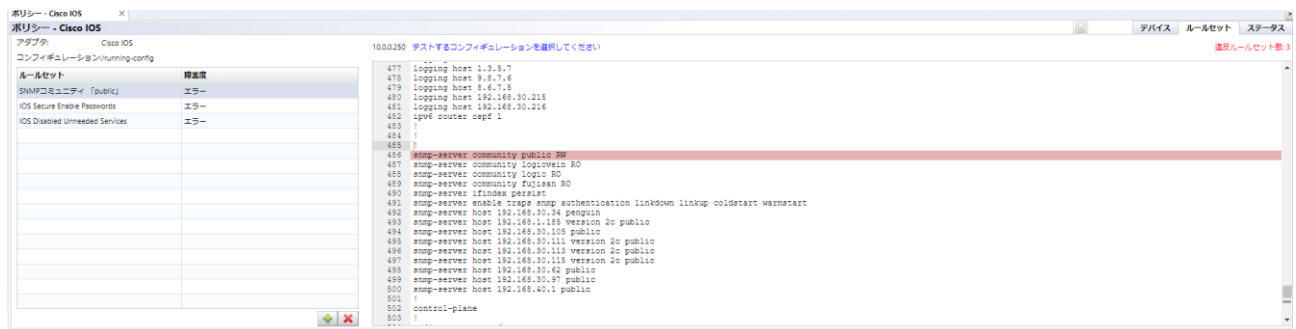 ポリシー - Cisco IOS ×
ポリシー - Cisco IOS
デバイス ルールセット ステータス
アダプタ: Cisco IOS
コンフィギュレーション:/running-config
10.0.0.250 テストするコンフィギュレーションを選択してください
違反ルールセット数:3
ルールセット 障害度
SNMPコミュニティ「public」 エラー
IOS Secure Enable Passwords エラー
IOS Disabled Unneeded Services エラー
477 logging host 1.3.5.7
478 logging host 9.8.7.6
479 logging host 8.6.7.5
480 logging host 192.168.30.215
481 logging host 192.168.30.216
482 ipv6 router ospf 1
483 !
484 !
485 !
486 snmp-server community public RW
487 snmp-server community logicvein RO
488 snmp-server community logic RO
489 snmp-server community fujisan RO
490 snmp-server ifindex persist
491 snmp-server enable traps snmp authentication linkdown linkup coldstart warmstart
492 snmp-server host 192.168.30.34 penguin
493 snmp-server host 192.168.1.185 version 2c public
494 snmp-server host 192.168.30.105 public
495 snmp-server host 192.168.30.111 version 2c public
496 snmp-server host 192.168.30.113 version 2c public
497 snmp-server host 192.168.30.115 version 2c public
498 snmp-server host 192.168.30.62 public
499 snmp-server host 192.168.30.97 public
500 snmp-server host 192.168.40.1 public
501 !
502 control-plane
503 !